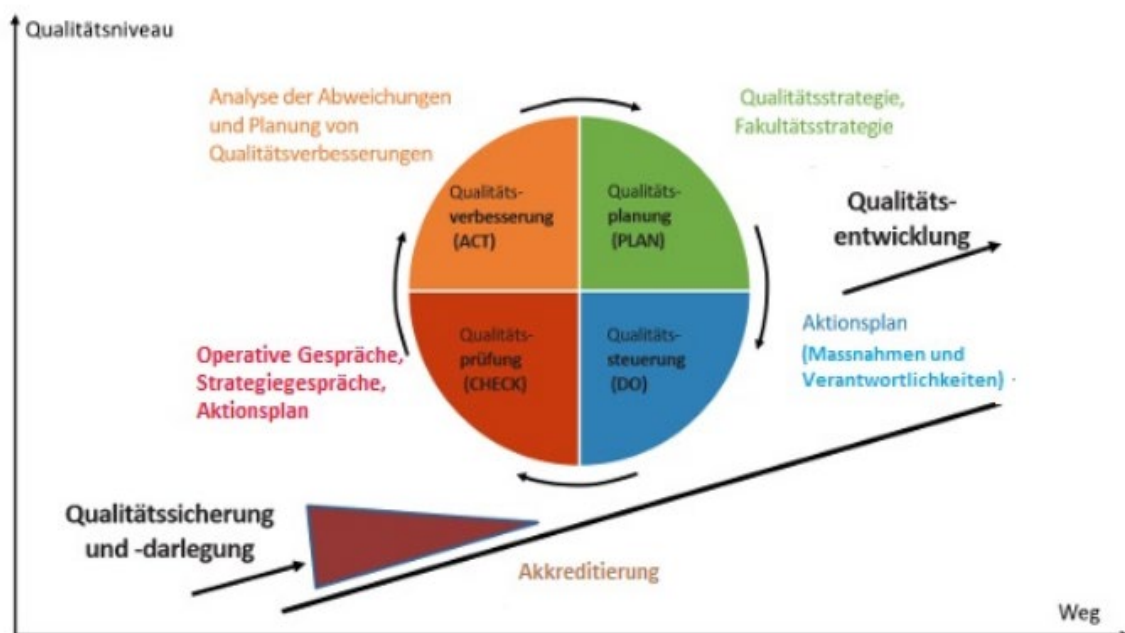 Qualitätsniveau
Analyse der Abweichungen
und Planung von
Qualitätsverbesserungen
Qualitätsstrategie,
Fakultätsstrategie
Qualitäts-
verbesserung
(ACT)
Qualitäts-
planung
(PLAN)
Qualitäts-
entwicklung
Operative Gespräche,
Strategiegespräche,
Aktionsplan
Qualitäts-
prüfung
(CHECK)
Qualitäts-
steuerung
(DO)
Aktionsplan
(Massnahmen und
Verantwortlichkeiten)
Qualitätssicherung
und -darlegung
Akkreditierung
Weg